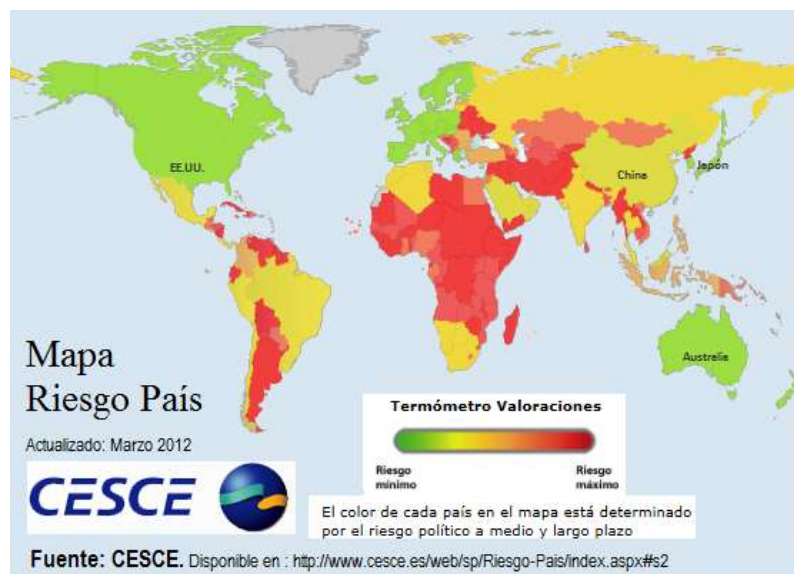 EE.UU.
China
Japón
Australia
Mapa
Riesgo País
Actualizado: Marzo 2012
CESCE
Termómetro Valoraciones
Riesgo
mínimo
Riesgo
máximo
El color de cada país en el mapa está determinado
por el riesgo político a medio y largo plazo
Fuente: CESCE. Disponible en : http://www.cesce.es/web/sp/Riesgo-Pais/index.aspx#s2